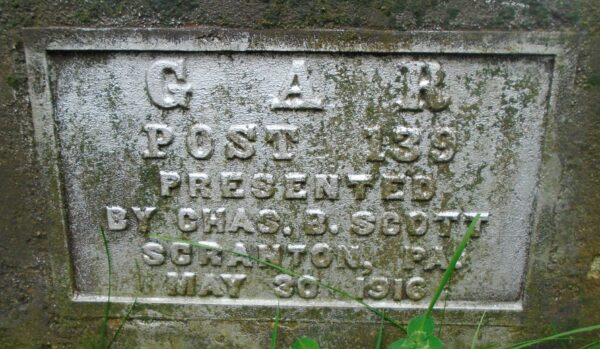 G A R
POST 139
PRESENTED
BY CHAS. B. SCOTT
SCRANTON, PA.
MAY 30 1916